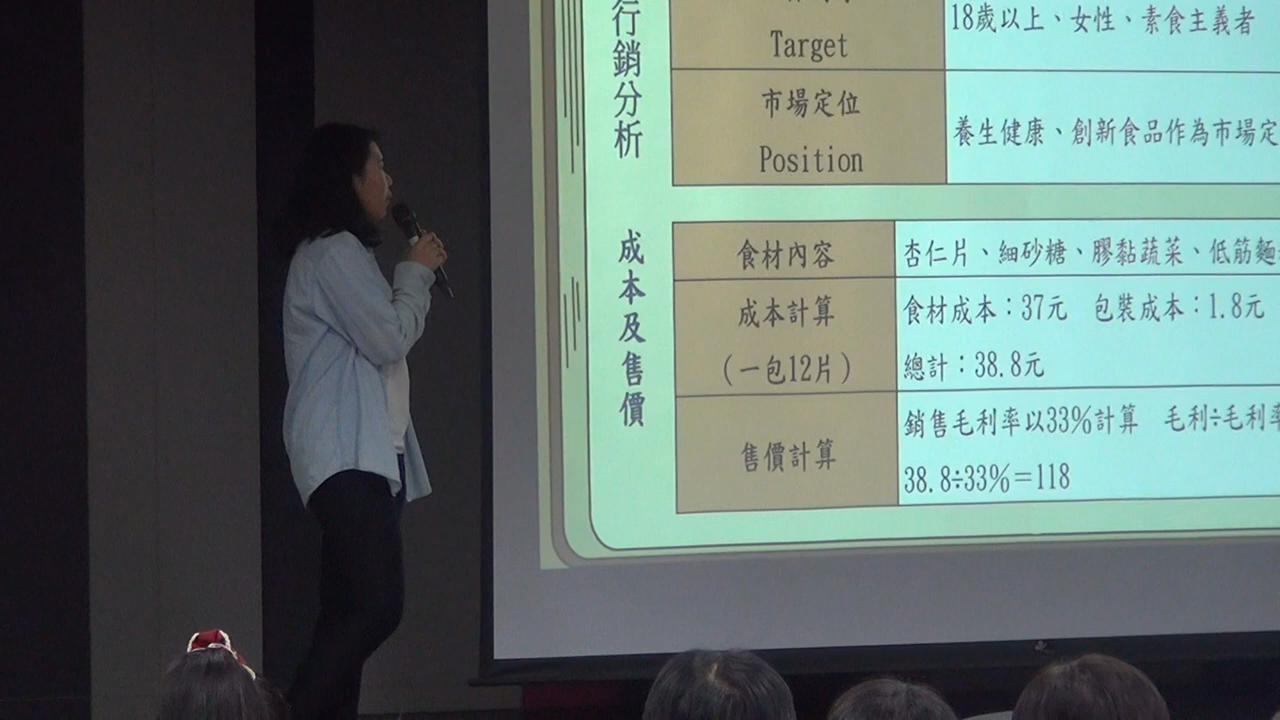 行銷分析
Target
18歲以上、女性、素食主義者
市場定位
Position
養生健康、創新食品作為市場定
成本及售價
食材內容
杏仁片、細砂糖、膠黏蔬菜、低筋麵
成本計算
(一包12片)
食材成本：37元 包裝成本：1.8元
總計：38.8元
售價計算
銷售毛利率以33%計算 毛利÷毛利率
38.8÷33%＝118